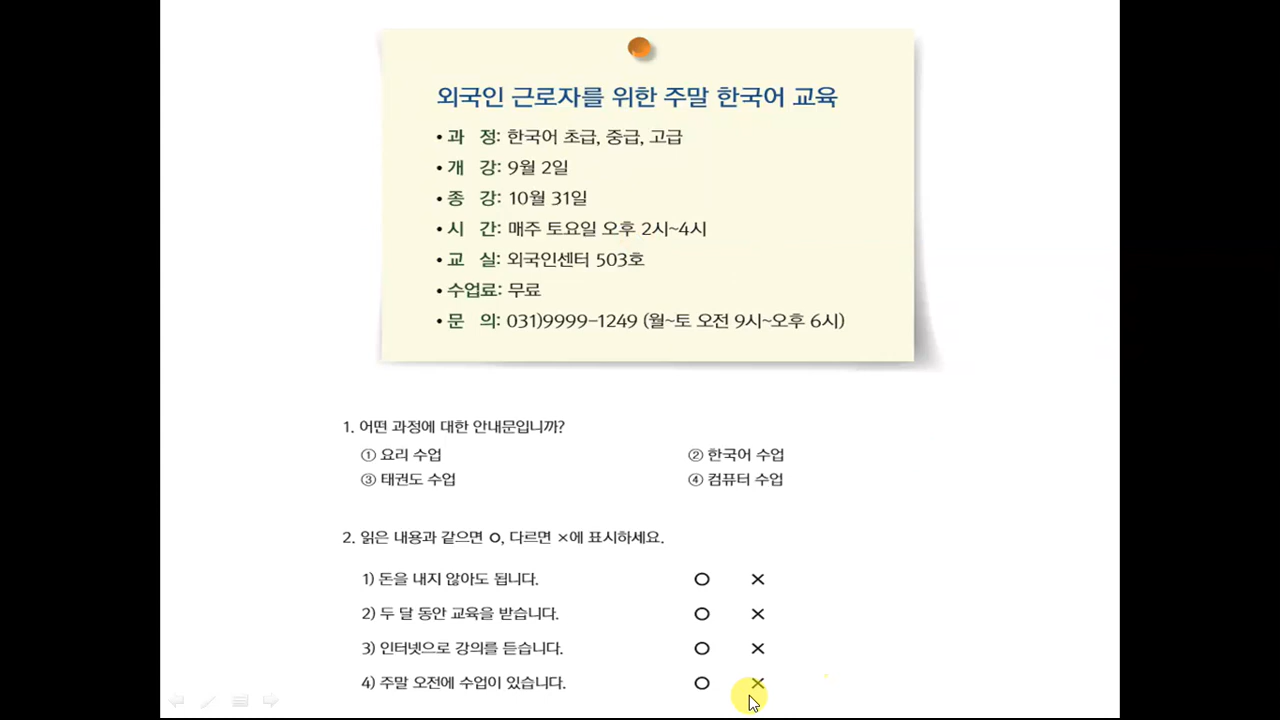 외국인 근로자를 위한 주말 한국어 교육
• 과 정: 한국어 초급, 중급, 고급
• 개 강: 9월 2일
• 종 강: 10월 31일
• 시 간: 매주 토요일 오후 2시~4시
• 교 실: 외국인센터 503호
• 수업료: 무료
• 문 의: 031)9999-1249 (월~토 오전 9시~오후 6시)
1. 어떤 과정에 대한 안내문입니까?
① 요리 수업 ② 한국어 수업
③ 태권도 수업 ④ 컴퓨터 수업
2. 읽은 내용과 같으면 O, 다르면 ×에 표시하세요.
1) 돈을 내지 않아도 됩니다. O ×
2) 두 달 동안 교육을 받습니다. O ×
3) 인터넷으로 강의를 듣습니다. O ×
4) 주말 오전에 수업이 있습니다. O ×